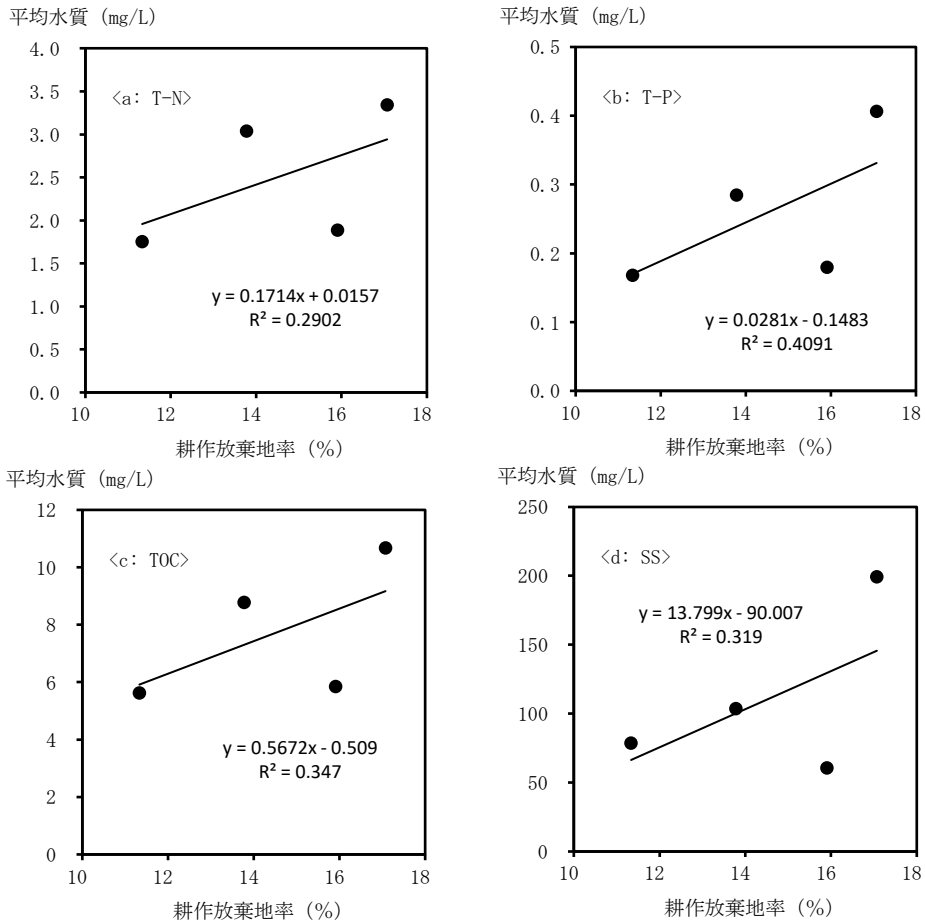 平均水質 (mg/L)
4.0
3.5
3.0
2.5
2.0
1.5
1.0
0.5
0.0
<a: T-N>
y = 0.1714x + 0.0157
R² = 0.2902
10 12 14 16 18
耕作放棄地率 (%)
平均水質 (mg/L)
0.5
0.4
0.3
0.2
0.1
0.0
<b: T-P>
y = 0.0281x - 0.1483
R² = 0.4091
10 12 14 16 18
耕作放棄地率 (%)
平均水質 (mg/L)
12
10
8
6
4
2
0
<c: TOC>
y = 0.5672x - 0.509
R² = 0.347
10 12 14 16 18
耕作放棄地率 (%)
平均水質 (mg/L)
250
200
150
100
50
0
<d: SS>
y = 13.799x - 90.007
R² = 0.319
10 12 14 16 18
耕作放棄地率 (%)